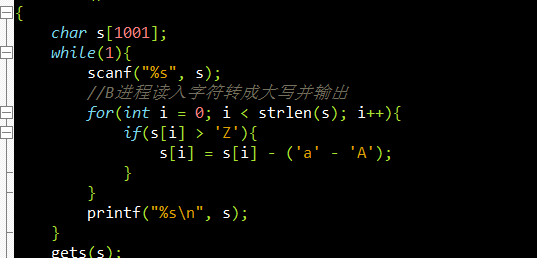 {
char s[1001];
while(1){
scanf("%s", s);
//B进程读入字符转成大写并输出
for(int i = 0; i < strlen(s); i++){
if(s[i] > 'Z'){
s[i] = s[i] - ('a' - 'A');
}
}
printf("%s\n", s);
}
gets(s);